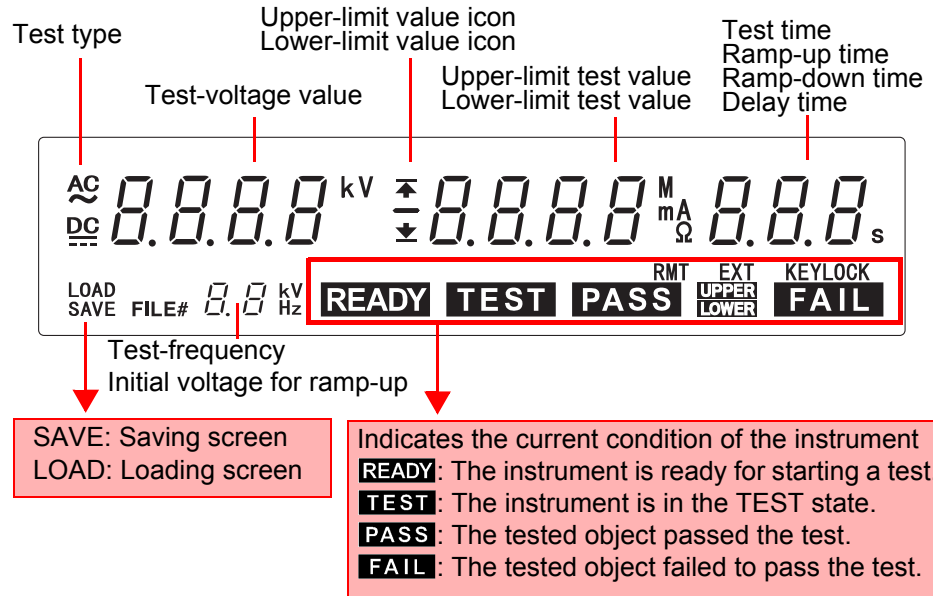 Test type
Upper-limit value icon
Lower-limit value icon
Test-voltage value
Upper-limit test value
Lower-limit test value
Test time
Ramp-up time
Ramp-down time
Delay time
AC
DC
8.8.8.8 kV
8.8.8.8 M
mA
Ω
8.8.8 s
LOAD
SAVE FILE# 8.8 kV
Hz
RMT EXT KEYLOCK
READY TEST PASS UPPER
LOWER FAIL
Test-frequency
Initial voltage for ramp-up
SAVE: Saving screen
LOAD: Loading screen
Indicates the current condition of the instrument
READY: The instrument is ready for starting a test
TEST: The instrument is in the TEST state.
PASS: The tested object passed the test.
FAIL: The tested object failed to pass the test.